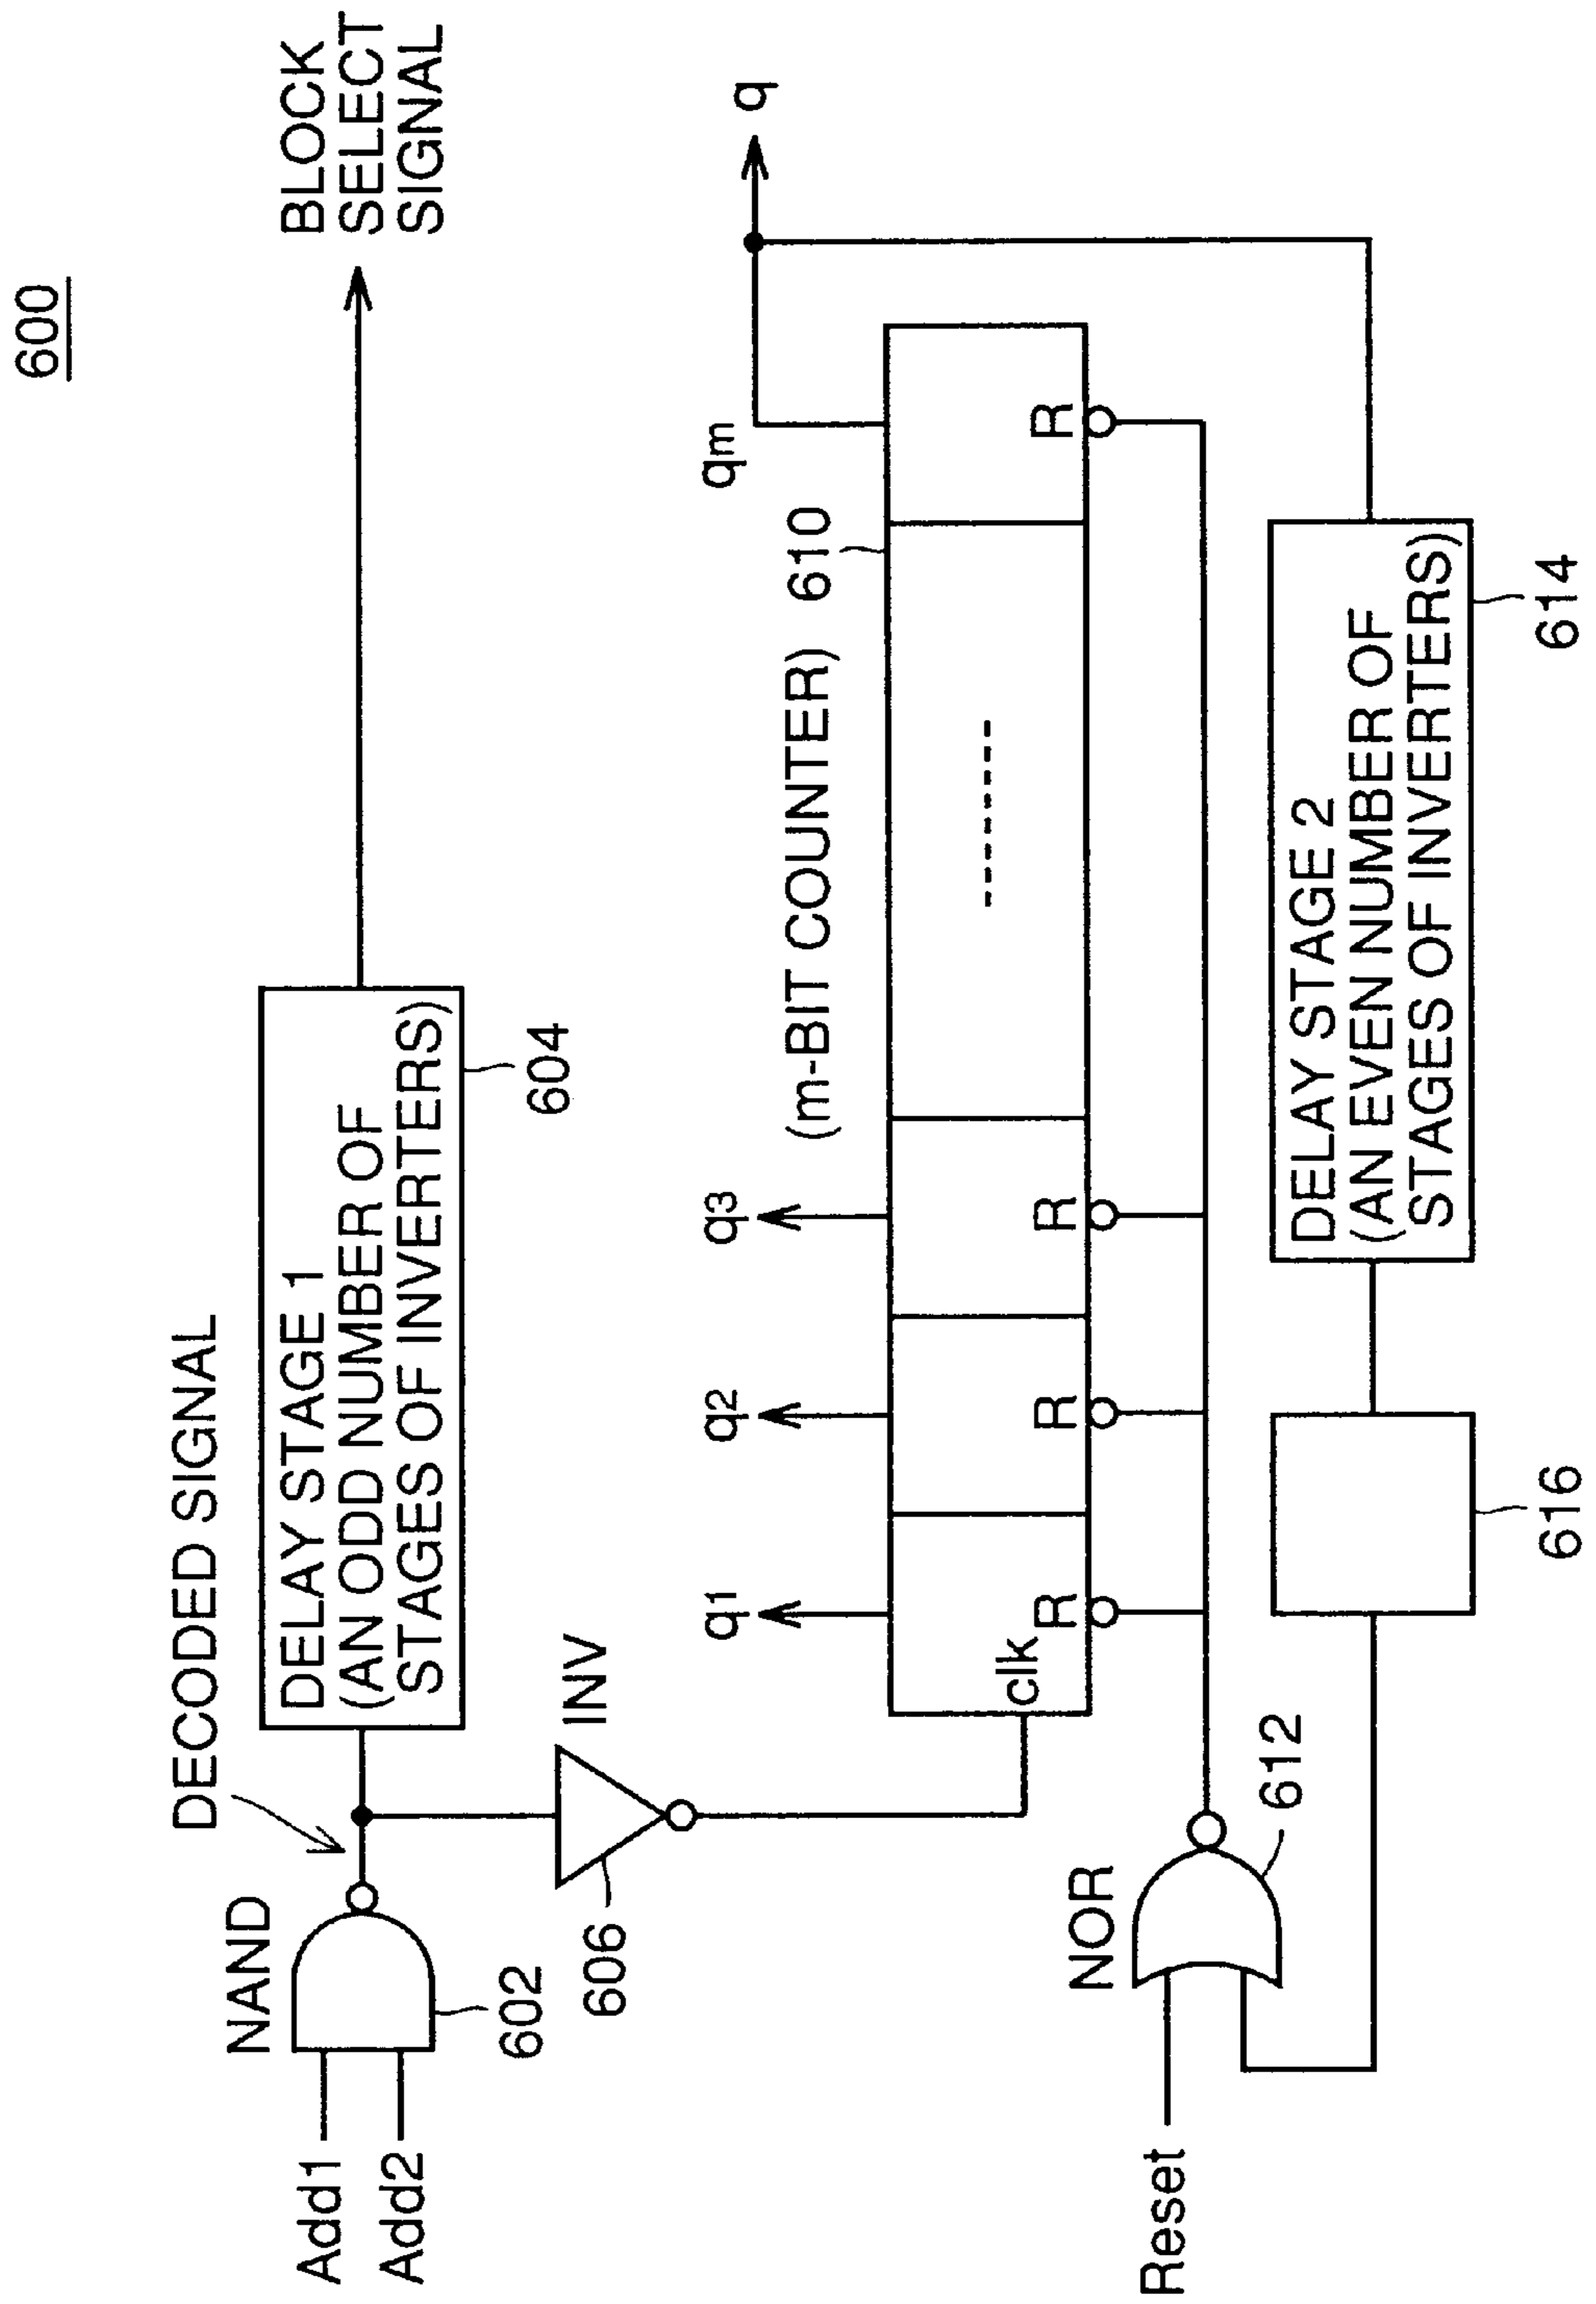 600
DECODED SIGNAL
NAND
Add1
Add2
602
DELAY STAGE 1
(AN ODD NUMBER OF
STAGES OF INVERTERS)
604
BLOCK
SELECT
SIGNAL
INV
606
q1
q2
q3
qm
q
(m-BIT COUNTER) 610
clk
R
R
R
R
---------
NOR
Reset
612
616
DELAY STAGE 2
(AN EVEN NUMBER OF
STAGES OF INVERTERS)
614